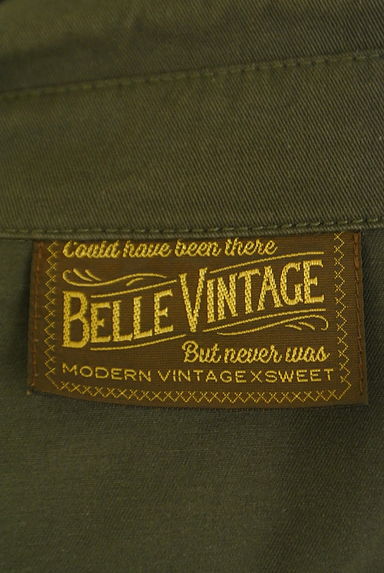 Could have been there
BELLE VINTAGE
But never was
MODERN VINTAGE×SWEET